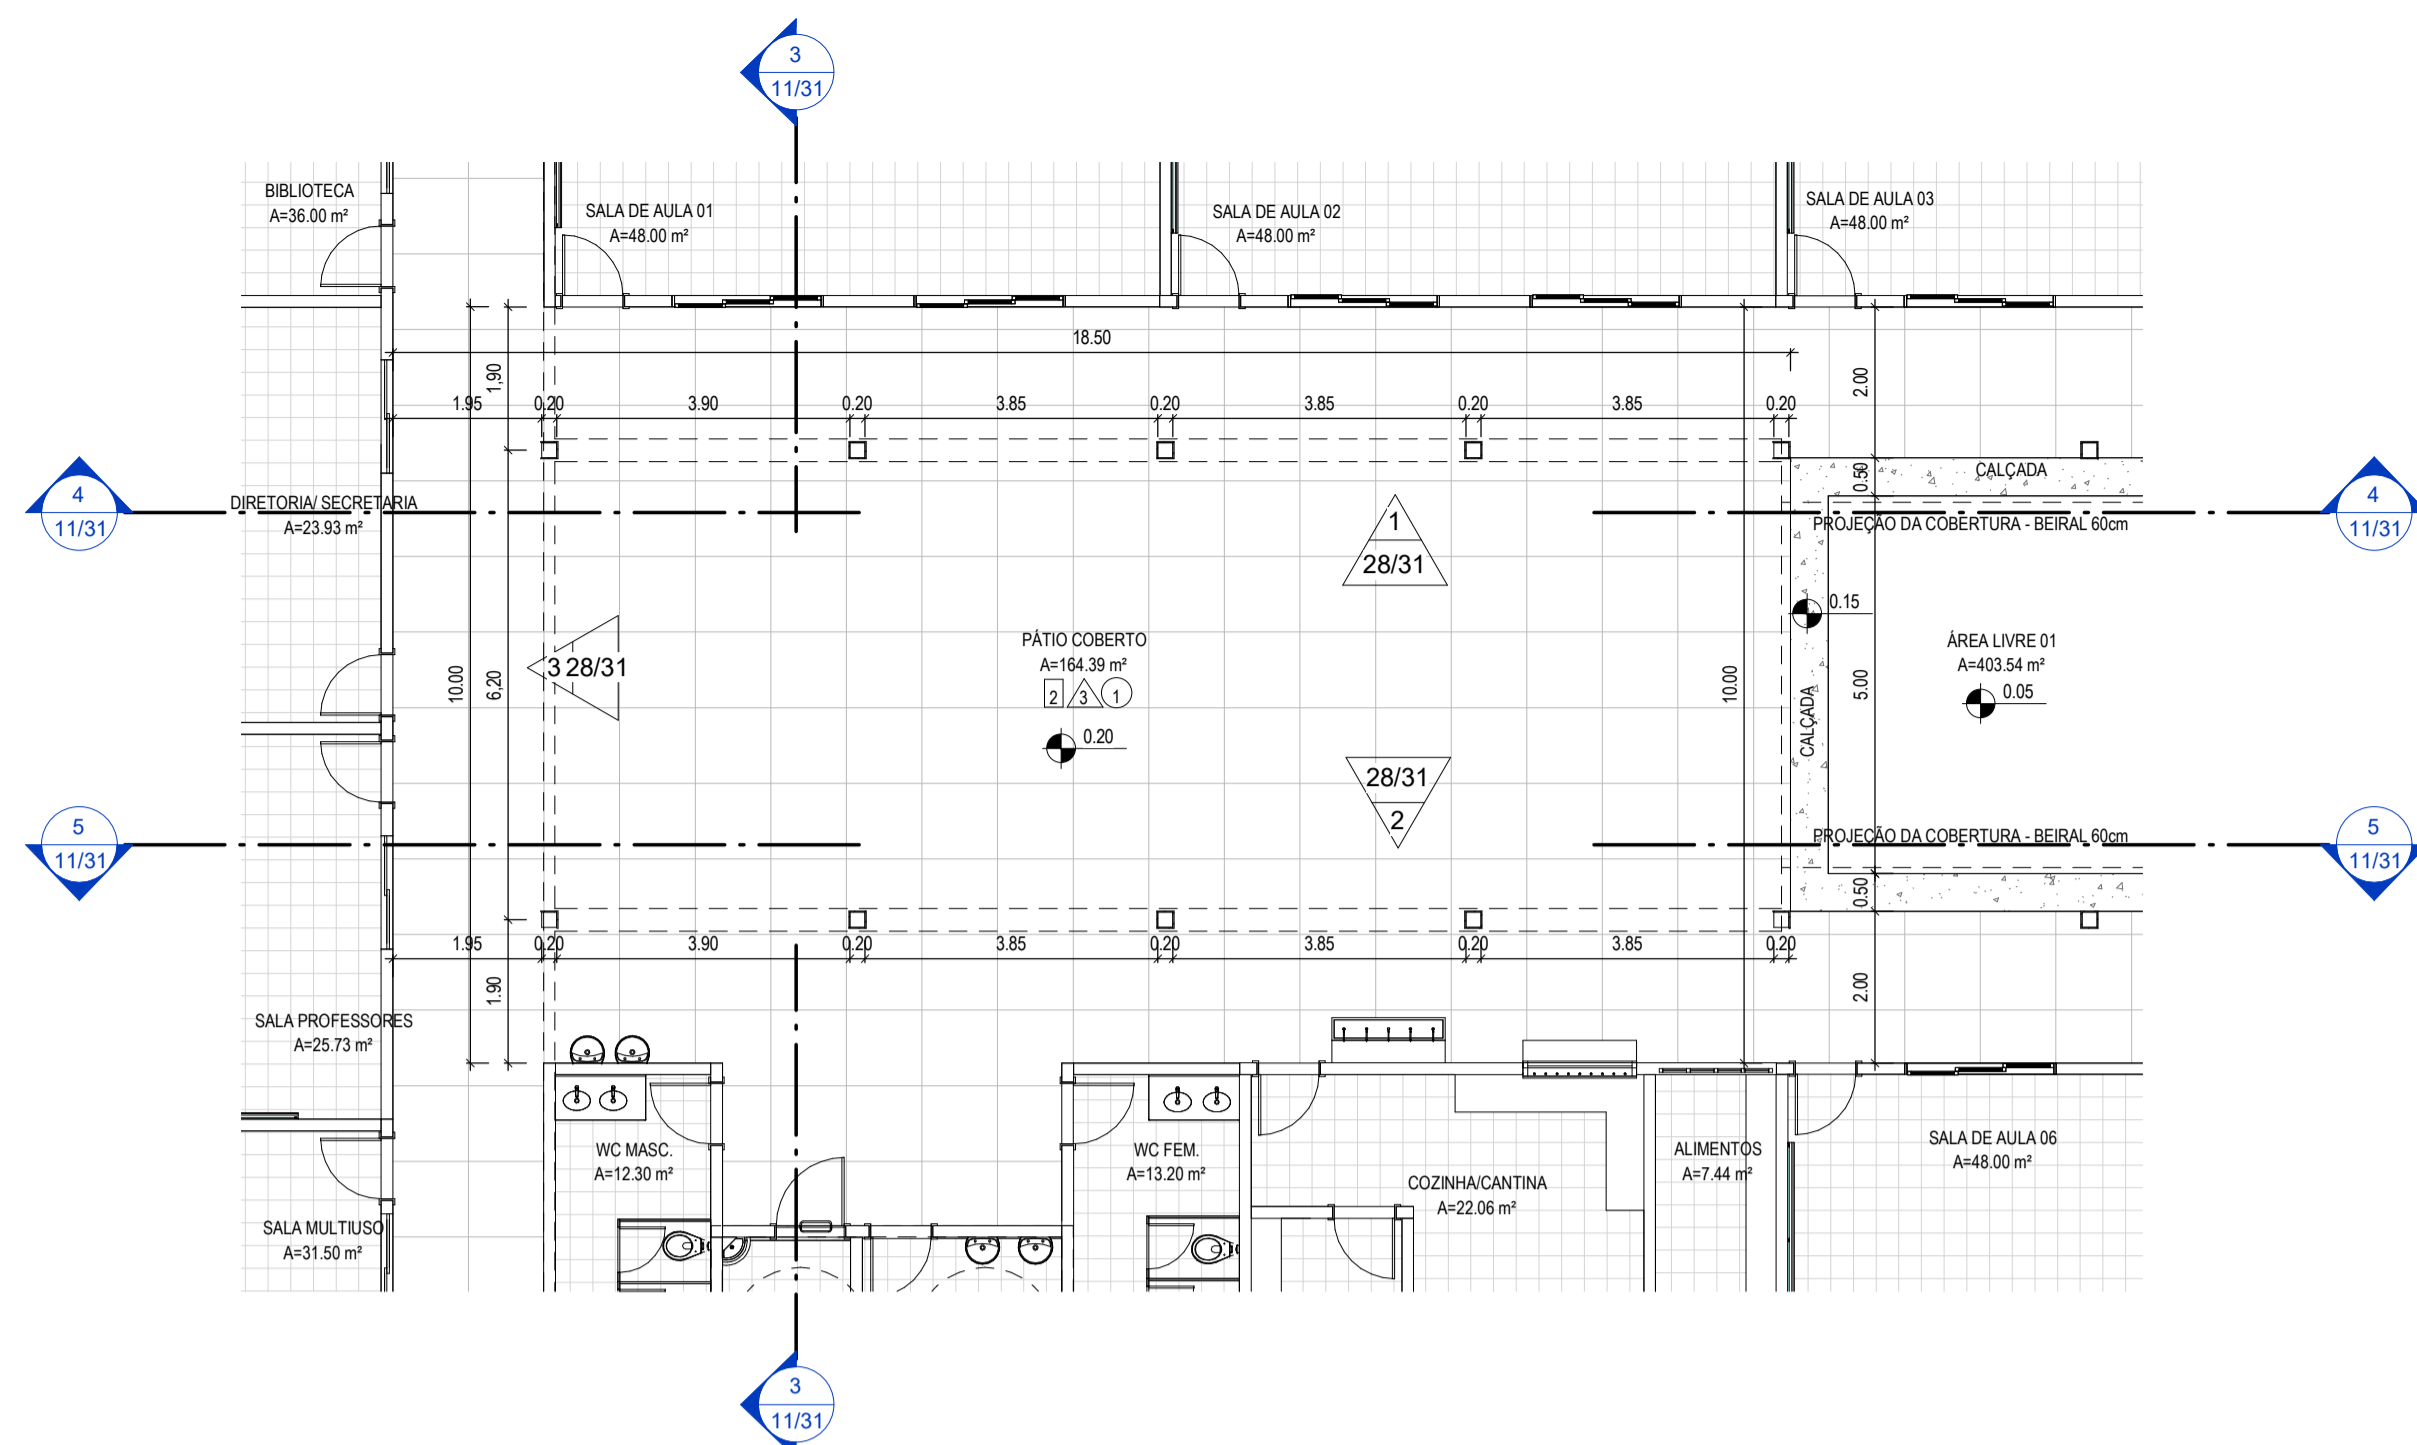 3
11/31
BIBLIOTECA
A=36.00 m²
SALA DE AULA 01
A=48.00 m²
SALA DE AULA 02
A=48.00 m²
SALA DE AULA 03
A=48.00 m²
18.50
1,90
2.00
1.95 0.20 3.90 0.20 3.85 0.20 3.85 0.20 3.85 0.20
4
11/31
DIRETORIA/ SECRETARIA
A=23.93 m²
1
28/31
0.50
CALÇADA
PROJEÇÃO DA COBERTURA - BEIRAL 60cm
4
11/31
0.15
3 28/31
10.00
6,20
PÁTIO COBERTO
A=164.39 m²
2 3 1
0.20
10.00
CALÇADA
5.00
ÁREA LIVRE 01
A=403.54 m²
0.05
28/31
2
5
11/31
PROJEÇÃO DA COBERTURA - BEIRAL 60cm
0.50
5
11/31
1.95 0.20 3.90 0.20 3.85 0.20 3.85 0.20 3.85 0.20
1.90
2.00
SALA PROFESSORES
A=25.73 m²
WC MASC.
A=12.30 m²
WC FEM.
A=13.20 m²
COZINHA/CANTINA
A=22.06 m²
ALIMENTOS
A=7.44 m²
SALA DE AULA 06
A=48.00 m²
SALA MULTIUSO
A=31.50 m²
3
11/31